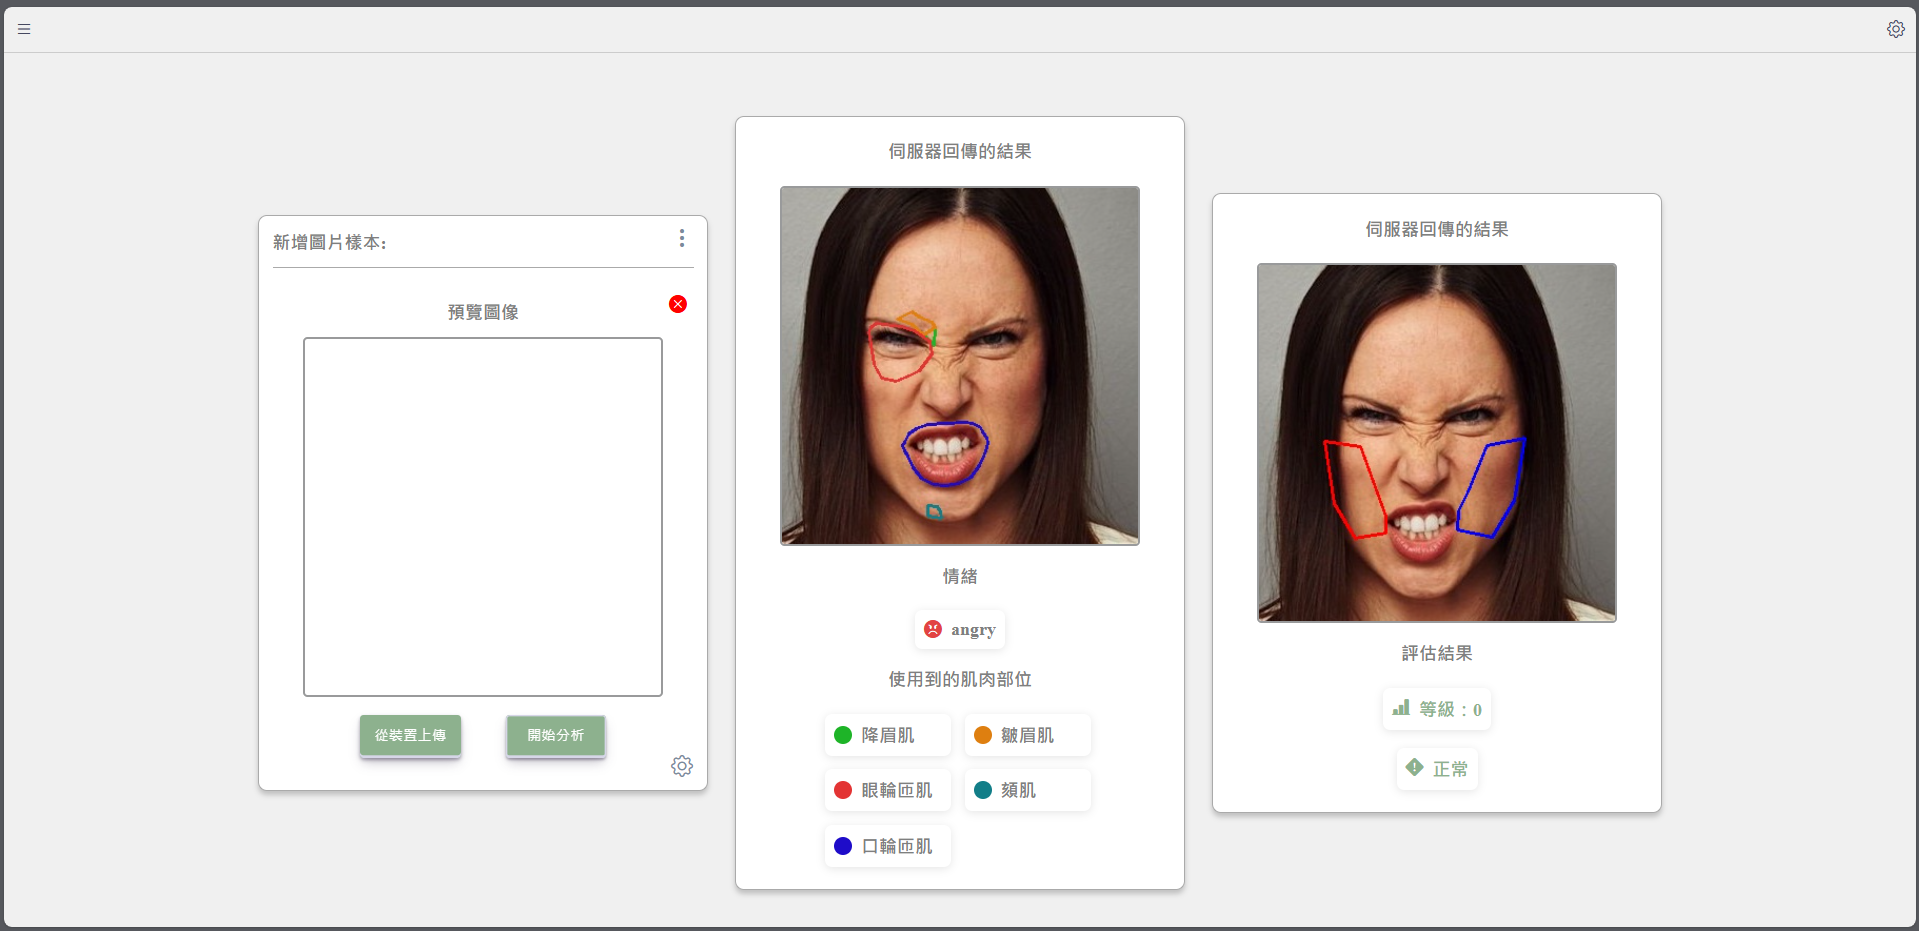 新增圖片樣本:
預覽圖像
從裝置上傳
開始分析
伺服器回傳的結果
情緒
angry
使用到的肌肉部位
降眉肌
皺眉肌
眼輪匝肌
頦肌
口輪匝肌
伺服器回傳的結果
評估結果
等級：0
正常